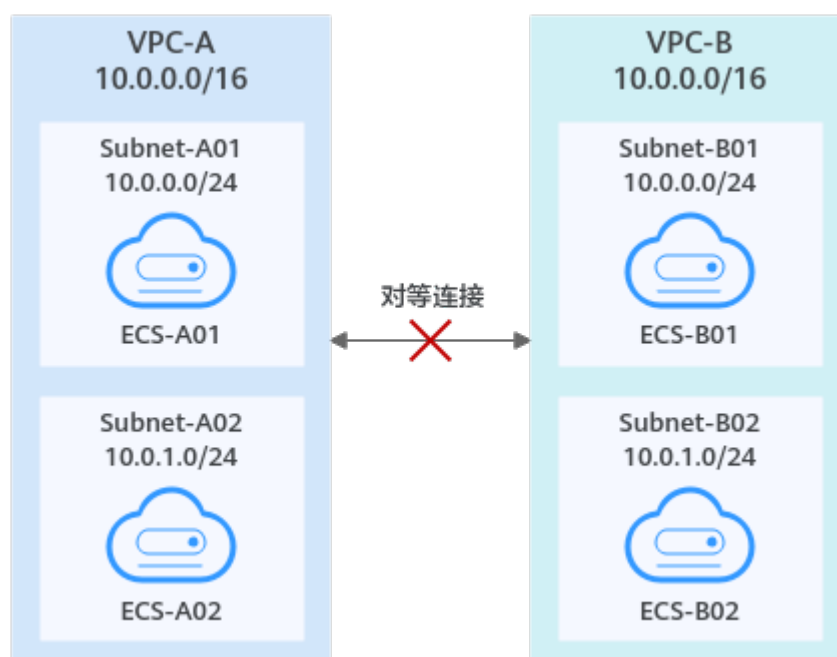 VPC-A
10.0.0.0/16
Subnet-A01
10.0.0.0/24
ECS-A01
Subnet-A02
10.0.1.0/24
ECS-A02
对等连接
VPC-B
10.0.0.0/16
Subnet-B01
10.0.0.0/24
ECS-B01
Subnet-B02
10.0.1.0/24
ECS-B02